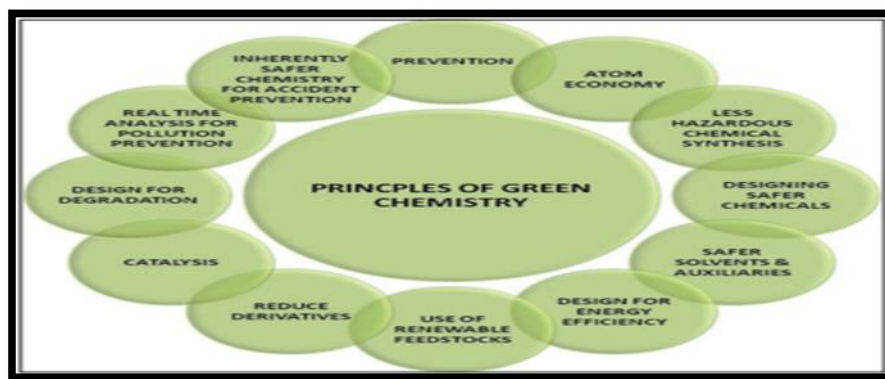 PREVENTION
ATOM
ECONOMY
LESS
HAZARDOUS
CHEMICAL
SYNTHESIS
DESIGNING
SAFER
CHEMICALS
SAFER
SOLVENTS &
AUXILIARIES
DESIGN FOR
ENERGY
EFFICIENCY
USE OF
RENEWABLE
FEEDSTOCKS
REDUCE
DERIVATIVES
CATALYSIS
DESIGN FOR
DEGRADATION
REAL TIME
ANALYSIS FOR
POLLUTION
PREVENTION
INHERENTLY
SAFER
CHEMISTRY
FOR ACCIDENT
PREVENTION
PRINCPLES OF GREEN
CHEMISTRY